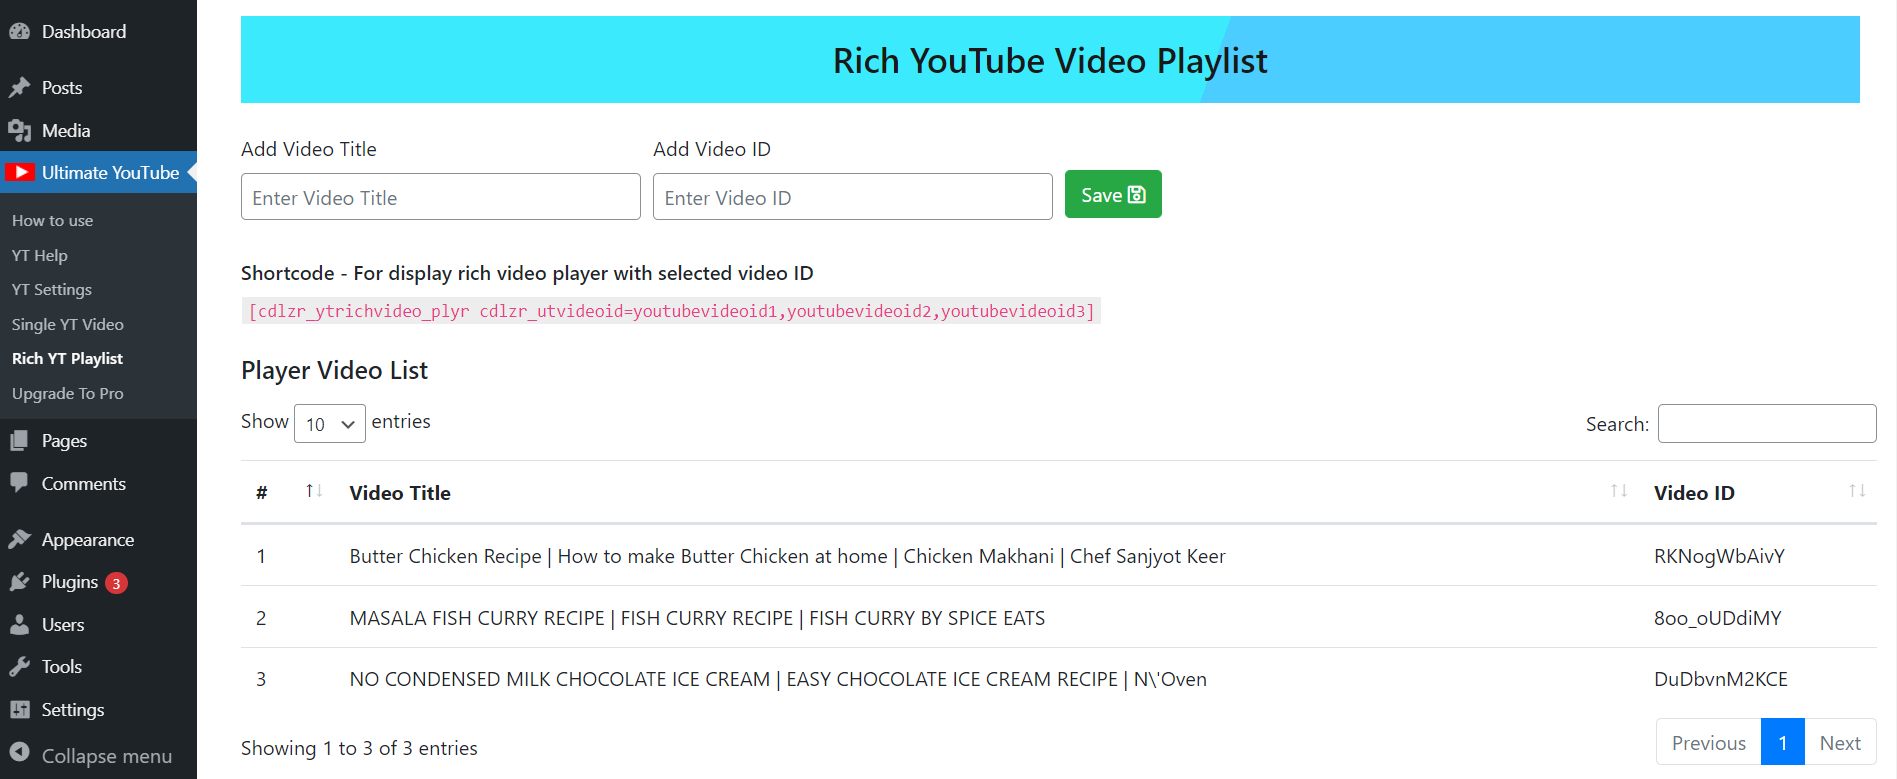 Dashboard
Posts
Media
Ultimate YouTube
How to use
YT Help
YT Settings
Single YT Video
Rich YT Playlist
Upgrade To Pro
Pages
Comments
Appearance
Plugins 3
Users
Tools
Settings
Collapse menu
Rich YouTube Video Playlist
Add Video Title Add Video ID
Enter Video Title Enter Video ID Save
Shortcode - For display rich video player with selected video ID
[cdlzr_ytrichvideo_plyr cdlzr_utvideoid=youtubevideoid1,youtubevideoid2,youtubevideoid3]
Player Video List
Show 10 entries Search:
# Video Title Video ID
1 Butter Chicken Recipe | How to make Butter Chicken at home | Chicken Makhani | Chef Sanjyot Keer RKNogWbAivY
2 MASALA FISH CURRY RECIPE | FISH CURRY RECIPE | FISH CURRY BY SPICE EATS 8oo_oUDdiMY
3 NO CONDENSED MILK CHOCOLATE ICE CREAM | EASY CHOCOLATE ICE CREAM RECIPE | N\'Oven DuDbvnM2KCE
Showing 1 to 3 of 3 entries Previous 1 Next